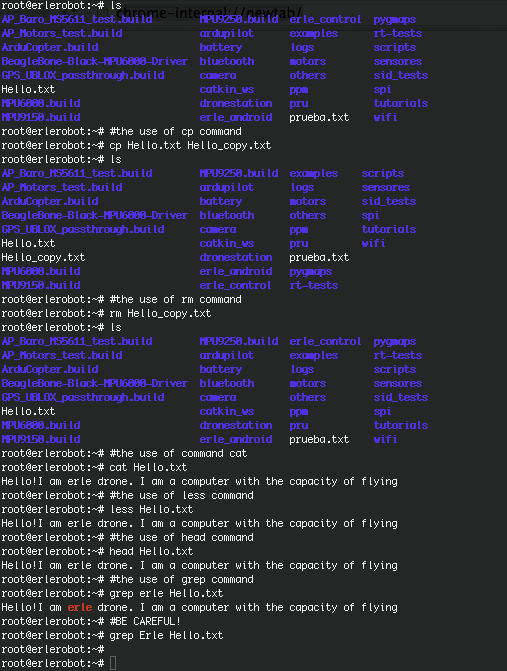 root@erlerobot:~# ls
chrome-internal://newtab/
AP_Baro_MS5611_test.build MPU9250.build erle_control pygmaps
AP_Motors_test.build ardupilot examples rt-tests
ArduCopter.build battery logs scripts
BeagleBone-Black-MPU6000-Driver bluetooth motors sensores
GPS_UBLOX_passthrough.build camera others sid_tests
Hello.txt catkin_ws ppm spi
MPU6000.build dronestation pru tutorials
MPU9150.build erle_android prueba.txt wifi
root@erlerobot:~# #the use of cp command
root@erlerobot:~# cp Hello.txt Hello_copy.txt
root@erlerobot:~# ls
AP_Baro_MS5611_test.build MPU9250.build examples scripts
AP_Motors_test.build ardupilot logs sensores
ArduCopter.build battery motors sid_tests
BeagleBone-Black-MPU6000-Driver bluetooth others spi
GPS_UBLOX_passthrough.build camera ppm tutorials
Hello.txt catkin_ws pru wifi
Hello_copy.txt dronestation prueba.txt
MPU6000.build erle_android pygmaps
MPU9150.build erle_control rt-tests
root@erlerobot:~# #the use of rm command
root@erlerobot:~# rm Hello_copy.txt
root@erlerobot:~# ls
AP_Baro_MS5611_test.build MPU9250.build erle_control pygmaps
AP_Motors_test.build ardupilot examples rt-tests
ArduCopter.build battery logs scripts
BeagleBone-Black-MPU6000-Driver bluetooth motors sensores
GPS_UBLOX_passthrough.build camera others sid_tests
Hello.txt catkin_ws ppm spi
MPU6000.build dronestation pru tutorials
MPU9150.build erle_android prueba.txt wifi
root@erlerobot:~# #the use of command cat
root@erlerobot:~# cat Hello.txt
Hello!I am erle drone. I am a computer with the capacity of flying
root@erlerobot:~# #the use of less command
root@erlerobot:~# less Hello.txt
Hello!I am erle drone. I am a computer with the capacity of flying
root@erlerobot:~# #the use of head command
root@erlerobot:~# head Hello.txt
Hello!I am erle drone. I am a computer with the capacity of flying
root@erlerobot:~# #the use of grep command
root@erlerobot:~# grep erle Hello.txt
Hello!I am erle drone. I am a computer with the capacity of flying
root@erlerobot:~# #BE CAREFUL!
root@erlerobot:~# grep Erle Hello.txt
root@erlerobot:~#
root@erlerobot:~#